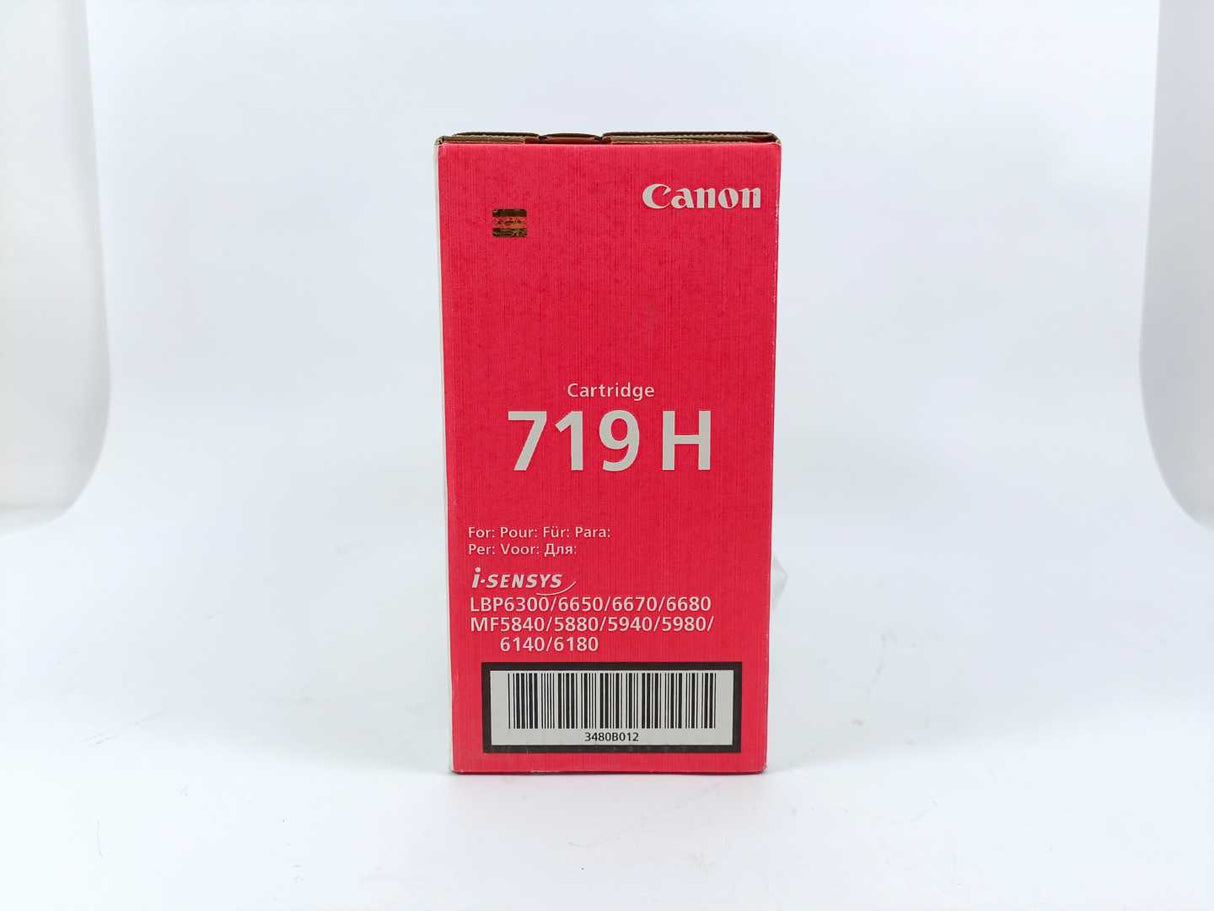 Canon
Cartridge
719 H
For: Pour: Für: Para:
Per: Voor: Для:
i-SENSYS
LBP6300/6650/6670/6680
MF5840/5880/5940/5980/
6140/6180
3480B012